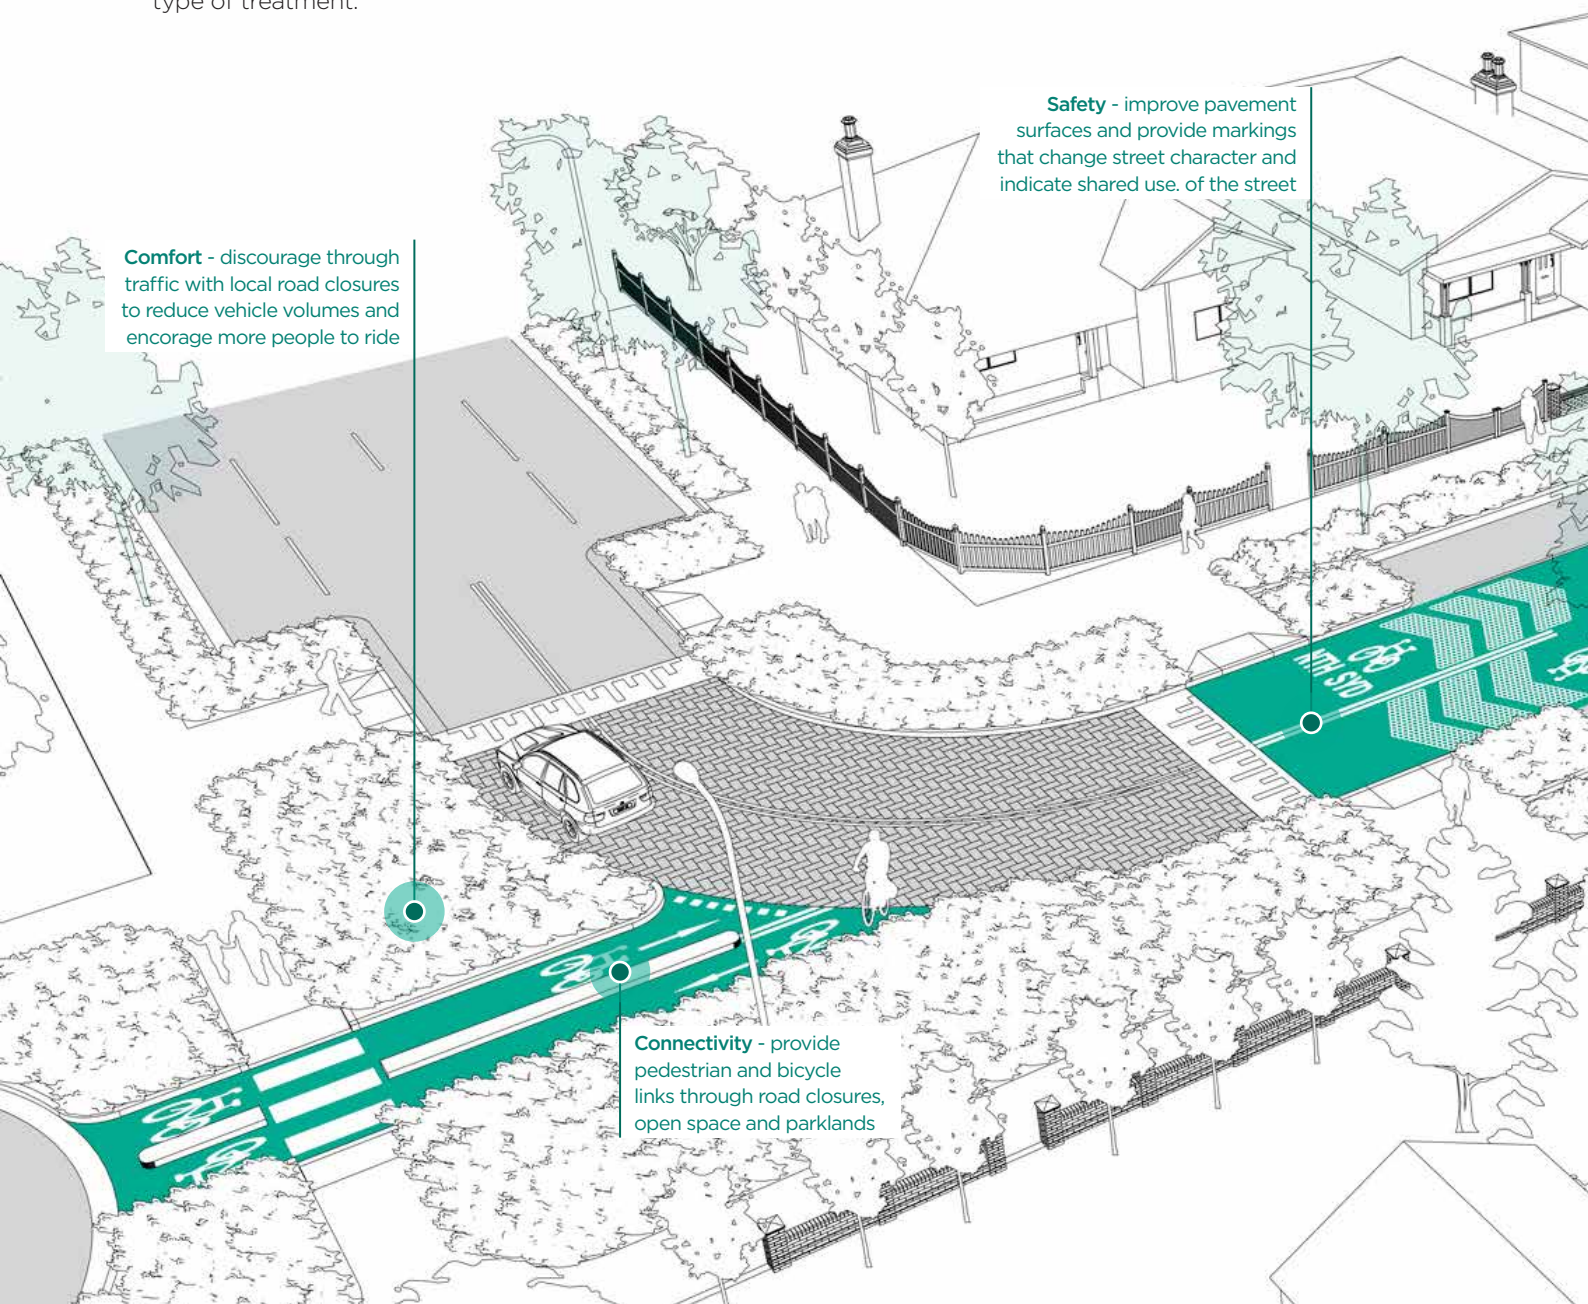 type of treatment.
Safety - improve pavement
surfaces and provide markings
that change street character and
indicate shared use. of the street
Comfort - discourage through
traffic with local road closures
to reduce vehicle volumes and
encorage more people to ride
NTH SYD
Connectivity - provide
pedestrian and bicycle
links through road closures,
open space and parklands